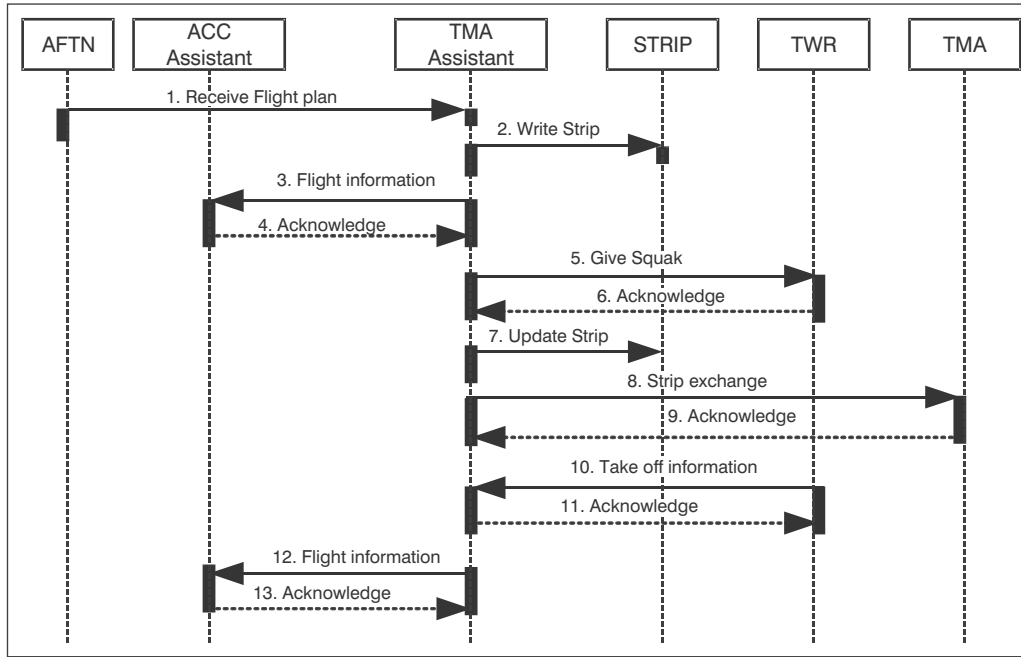 AFTN
ACC
Assistant
TMA
Assistant
STRIP
TWR
TMA
1. Receive Flight plan
2. Write Strip
3. Flight information
4. Acknowledge
5. Give Squak
6. Acknowledge
7. Update Strip
8. Strip exchange
9. Acknowledge
10. Take off information
11. Acknowledge
12. Flight information
13. Acknowledge